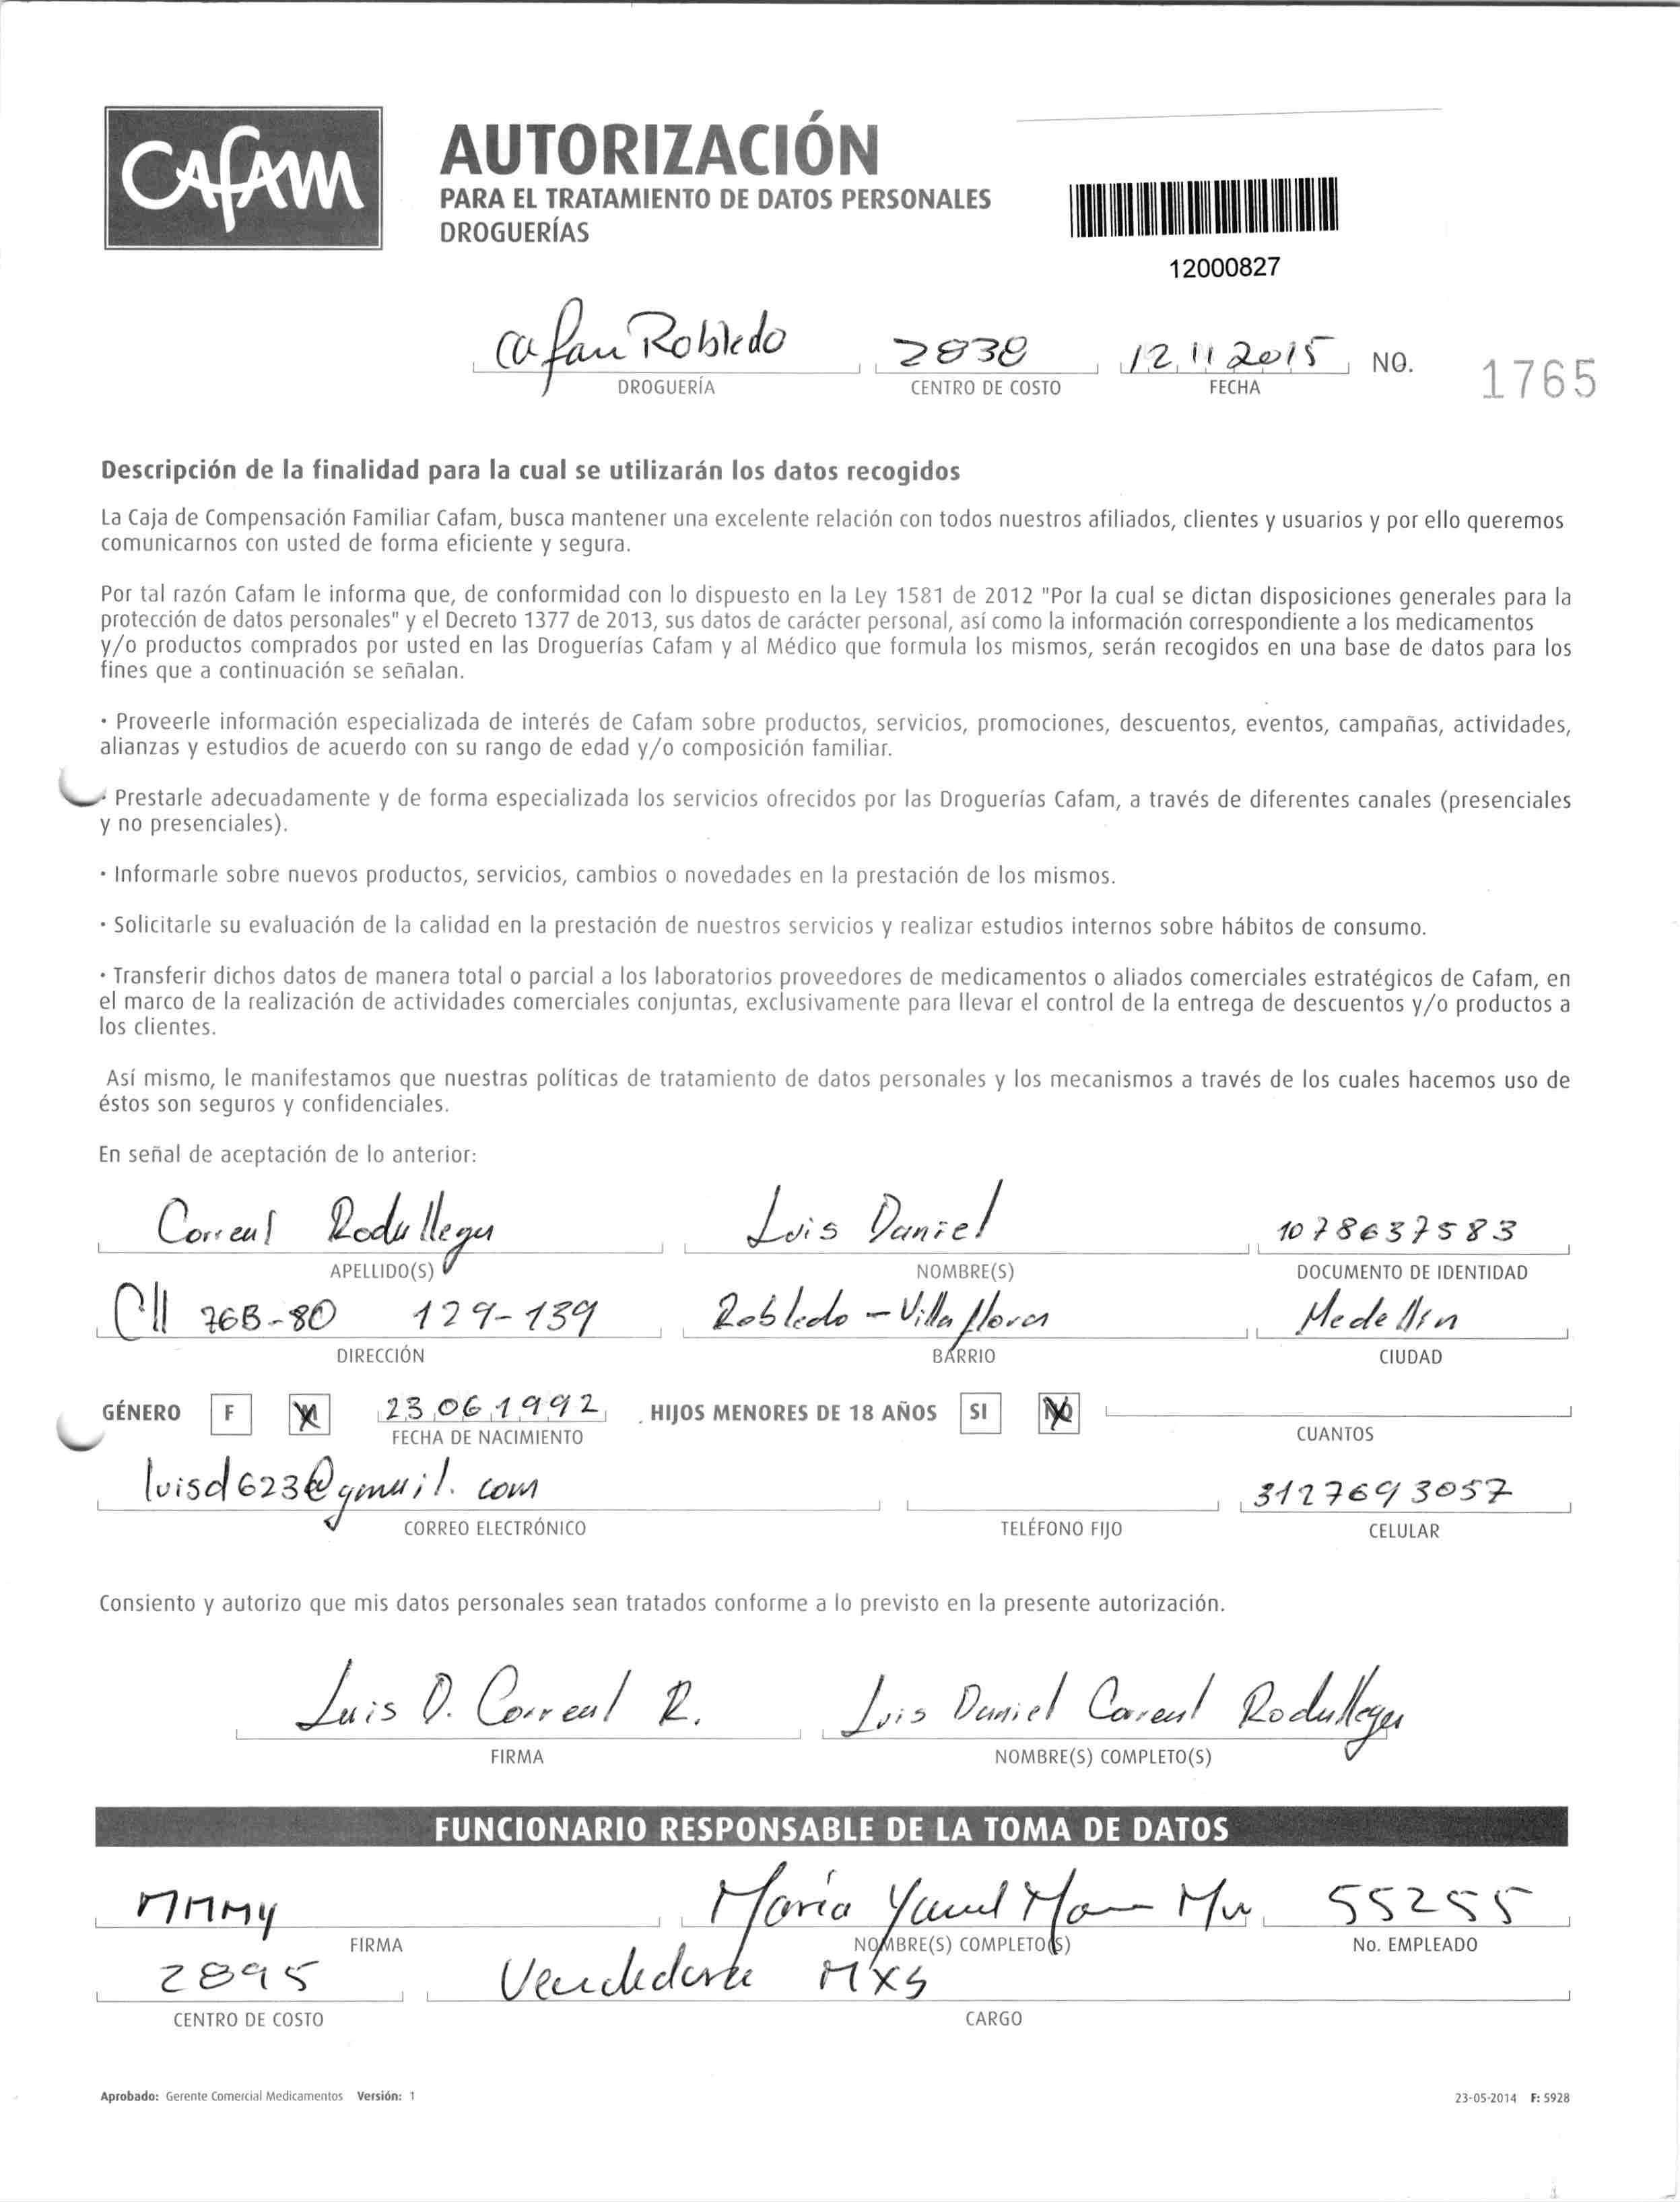 CAFAM
AUTORIZACIÓN
PARA EL TRATAMIENTO DE DATOS PERSONALES
DROGUERÍAS
12000827
Cafam Robledo 2838 12 11 2015 NO. 1765
DROGUERÍA CENTRO DE COSTO FECHA
Descripción de la finalidad para la cual se utilizarán los datos recogidos
La Caja de Compensación Familiar Cafam, busca mantener una excelente relación con todos nuestros afiliados, clientes y usuarios y por ello queremos
comunicarnos con usted de forma eficiente y segura.
Por tal razón Cafam le informa que, de conformidad con lo dispuesto en la Ley 1581 de 2012 "Por la cual se dictan disposiciones generales para la
protección de datos personales" y el Decreto 1377 de 2013, sus datos de carácter personal, así como la información correspondiente a los medicamentos
y/o productos comprados por usted en las Droguerías Cafam y al Médico que formula los mismos, serán recogidos en una base de datos para los
fines que a continuación se señalan.
· Proveerle información especializada de interés de Cafam sobre productos, servicios, promociones, descuentos, eventos, campañas, actividades,
alianzas y estudios de acuerdo con su rango de edad y/o composición familiar.
· Prestarle adecuadamente y de forma especializada los servicios ofrecidos por las Droguerías Cafam, a través de diferentes canales (presenciales
y no presenciales).
· Informarle sobre nuevos productos, servicios, cambios o novedades en la prestación de los mismos.
· Solicitarle su evaluación de la calidad en la prestación de nuestros servicios y realizar estudios internos sobre hábitos de consumo.
· Transferir dichos datos de manera total o parcial a los laboratorios proveedores de medicamentos o aliados comerciales estratégicos de Cafam, en
el marco de la realización de actividades comerciales conjuntas, exclusivamente para llevar el control de la entrega de descuentos y/o productos a
los clientes.
Así mismo, le manifestamos que nuestras políticas de tratamiento de datos personales y los mecanismos a través de los cuales hacemos uso de
éstos son seguros y confidenciales.
En señal de aceptación de lo anterior:
Correal Rodallega Luis Daniel 1078637583
APELLIDO(S) NOMBRE(S) DOCUMENTO DE IDENTIDAD
Cll 76B-80 129-139 Robledo - Villa flores Medellín
DIRECCIÓN BARRIO CIUDAD
GÉNERO F M 23 06 1992 HIJOS MENORES DE 18 AÑOS SI NO
FECHA DE NACIMIENTO CUANTOS
luisd623@gmail.com 3127693057
CORREO ELECTRÓNICO TELÉFONO FIJO CELULAR
Consiento y autorizo que mis datos personales sean tratados conforme a lo previsto en la presente autorización.
Luis D. Correal R. Luis Daniel Correal Rodallega
FIRMA NOMBRE(S) COMPLETO(S)
FUNCIONARIO RESPONSABLE DE LA TOMA DE DATOS
MMMy María 55255
FIRMA NOMBRE(S) COMPLETO(S) No. EMPLEADO
2895 Vendedora MXS
CENTRO DE COSTO CARGO
Aprobado: Gerente Comercial Medicamentos Versión: 1 23-05-2014 F: 5928